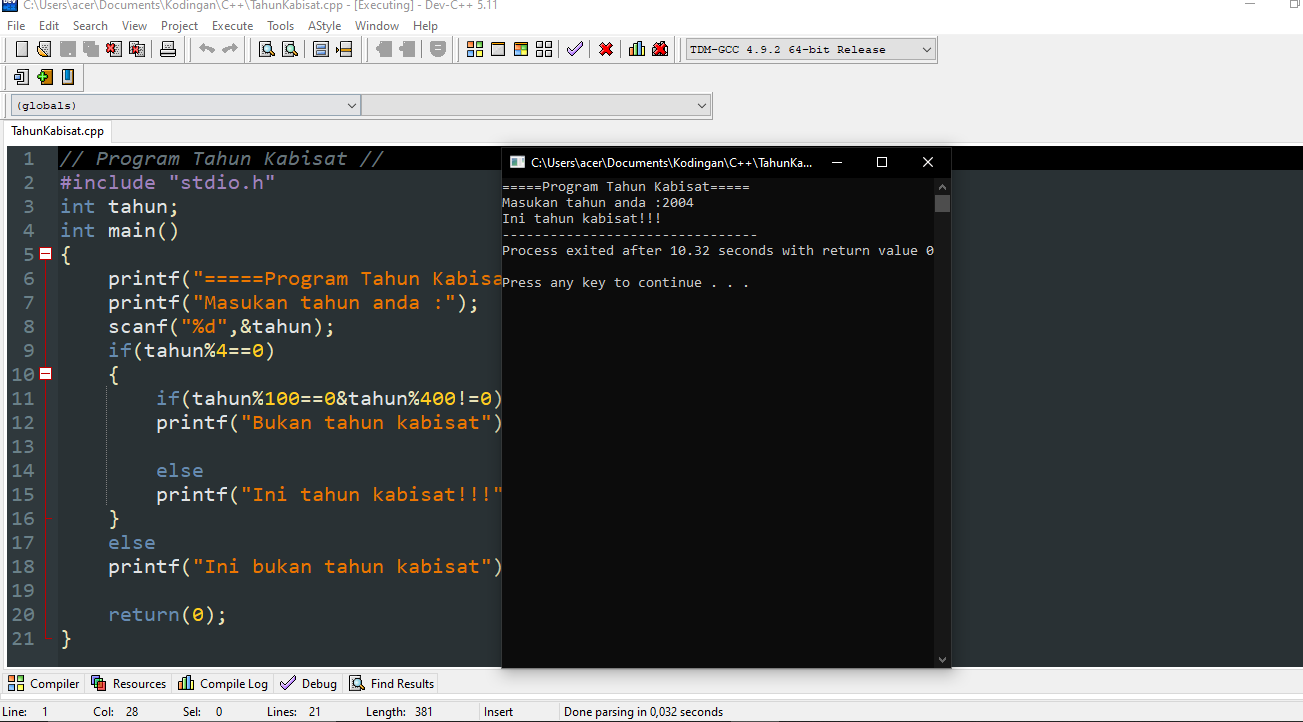 C:\Users\acer\Documents\Kodingan\C++\TahunKabisat.cpp - [Executing] - Dev-C++ 5.11
File Edit Search View Project Execute Tools AStyle Window Help
TDM-GCC 4.9.2 64-bit Release
(globals)
TahunKabisat.cpp
1 // Program Tahun Kabisat //
2 #include "stdio.h"
3 int tahun;
4 int main()
5 {
6 printf("=====Program Tahun Kabisa
7 printf("Masukan tahun anda :");
8 scanf("%d",&tahun);
9 if(tahun%4==0)
10 {
11 if(tahun%100==0&tahun%400!=0)
12 printf("Bukan tahun kabisat")
13
14 else
15 printf("Ini tahun kabisat!!!"
16 }
17 else
18 printf("Ini bukan tahun kabisat")
19
20 return(0);
21 }
C:\Users\acer\Documents\Kodingan\C++\TahunKa...
=====Program Tahun Kabisat=====
Masukan tahun anda :2004
Ini tahun kabisat!!!
--------------------------------
Process exited after 10.32 seconds with return value 0
Press any key to continue . . .
Compiler Resources Compile Log Debug Find Results
Line: 1 Col: 28 Sel: 0 Lines: 21 Length: 381 Insert Done parsing in 0,032 seconds